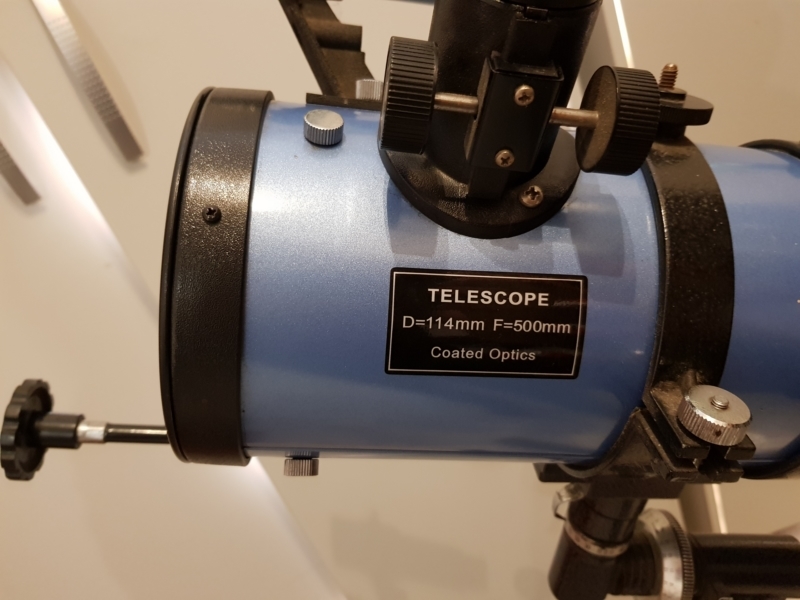 TELESCOPE
D=114mm F=500mm
Coated Optics